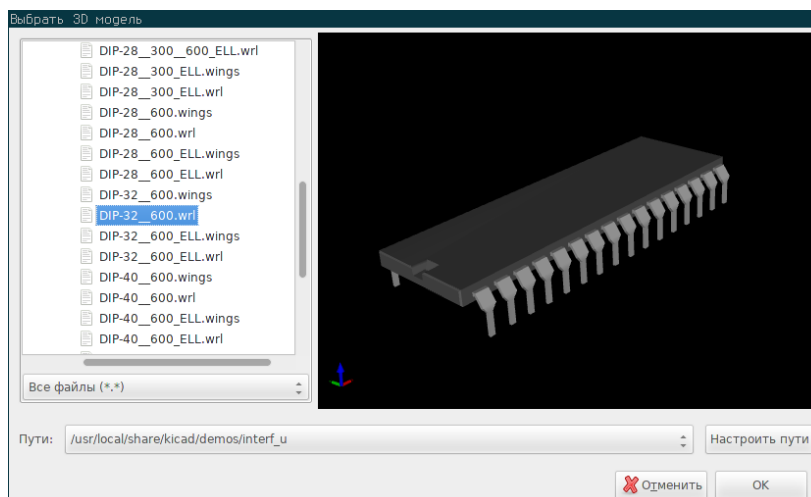 Выбрать 3D модель
DIP-28__300__600_ELL.wrl
DIP-28__300_ELL.wings
DIP-28__300_ELL.wrl
DIP-28__600.wings
DIP-28__600.wrl
DIP-28__600_ELL.wings
DIP-28__600_ELL.wrl
DIP-32__600.wings
DIP-32__600.wrl
DIP-32__600_ELL.wings
DIP-32__600_ELL.wrl
DIP-40__600.wings
DIP-40__600.wrl
DIP-40__600_ELL.wings
DIP-40__600_ELL.wrl
Все файлы (*.*)
Пути: /usr/local/share/kicad/demos/interf_u Настроить пути
Отменить OK